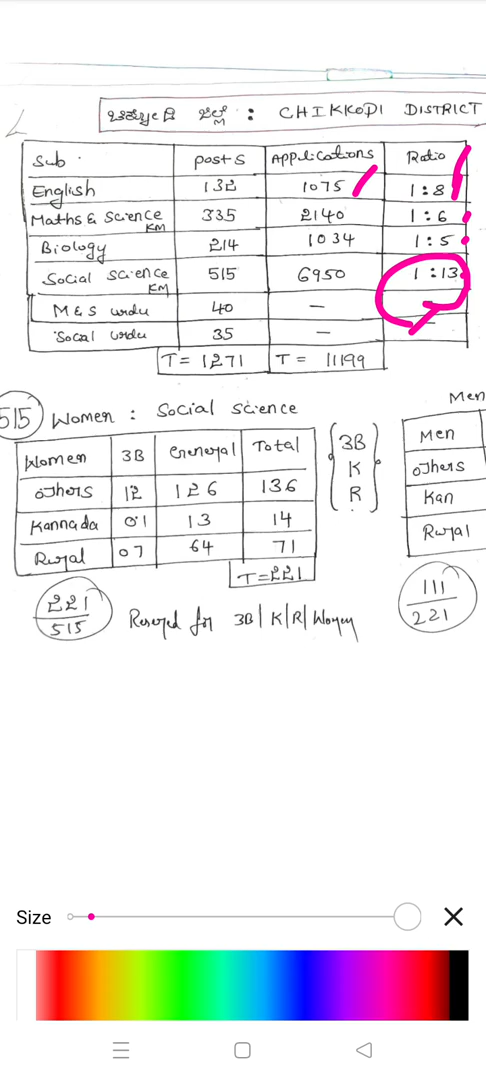 ಜಿಲ್ಲೆ : CHIKKODI DISTRICT
Sub Posts Applications Ratio
English 132 1075 1:8
Maths & Science KM 335 2140 1:6
Biology 214 1034 1:5
Social Science KM 515 6950 1:13
M & S urdu 40 —
Social urdu 35 —
T= 1271 T = 11199
515 Women : Social Science
Women 3B General Total
others 12 126 136
Kannada 01 13 14
Rural 07 64 71
T=221
3B
K
R
Men
Men
others
Kan
Rural
221/515 Reserved for 3B/K/R/Women
111/221
Size